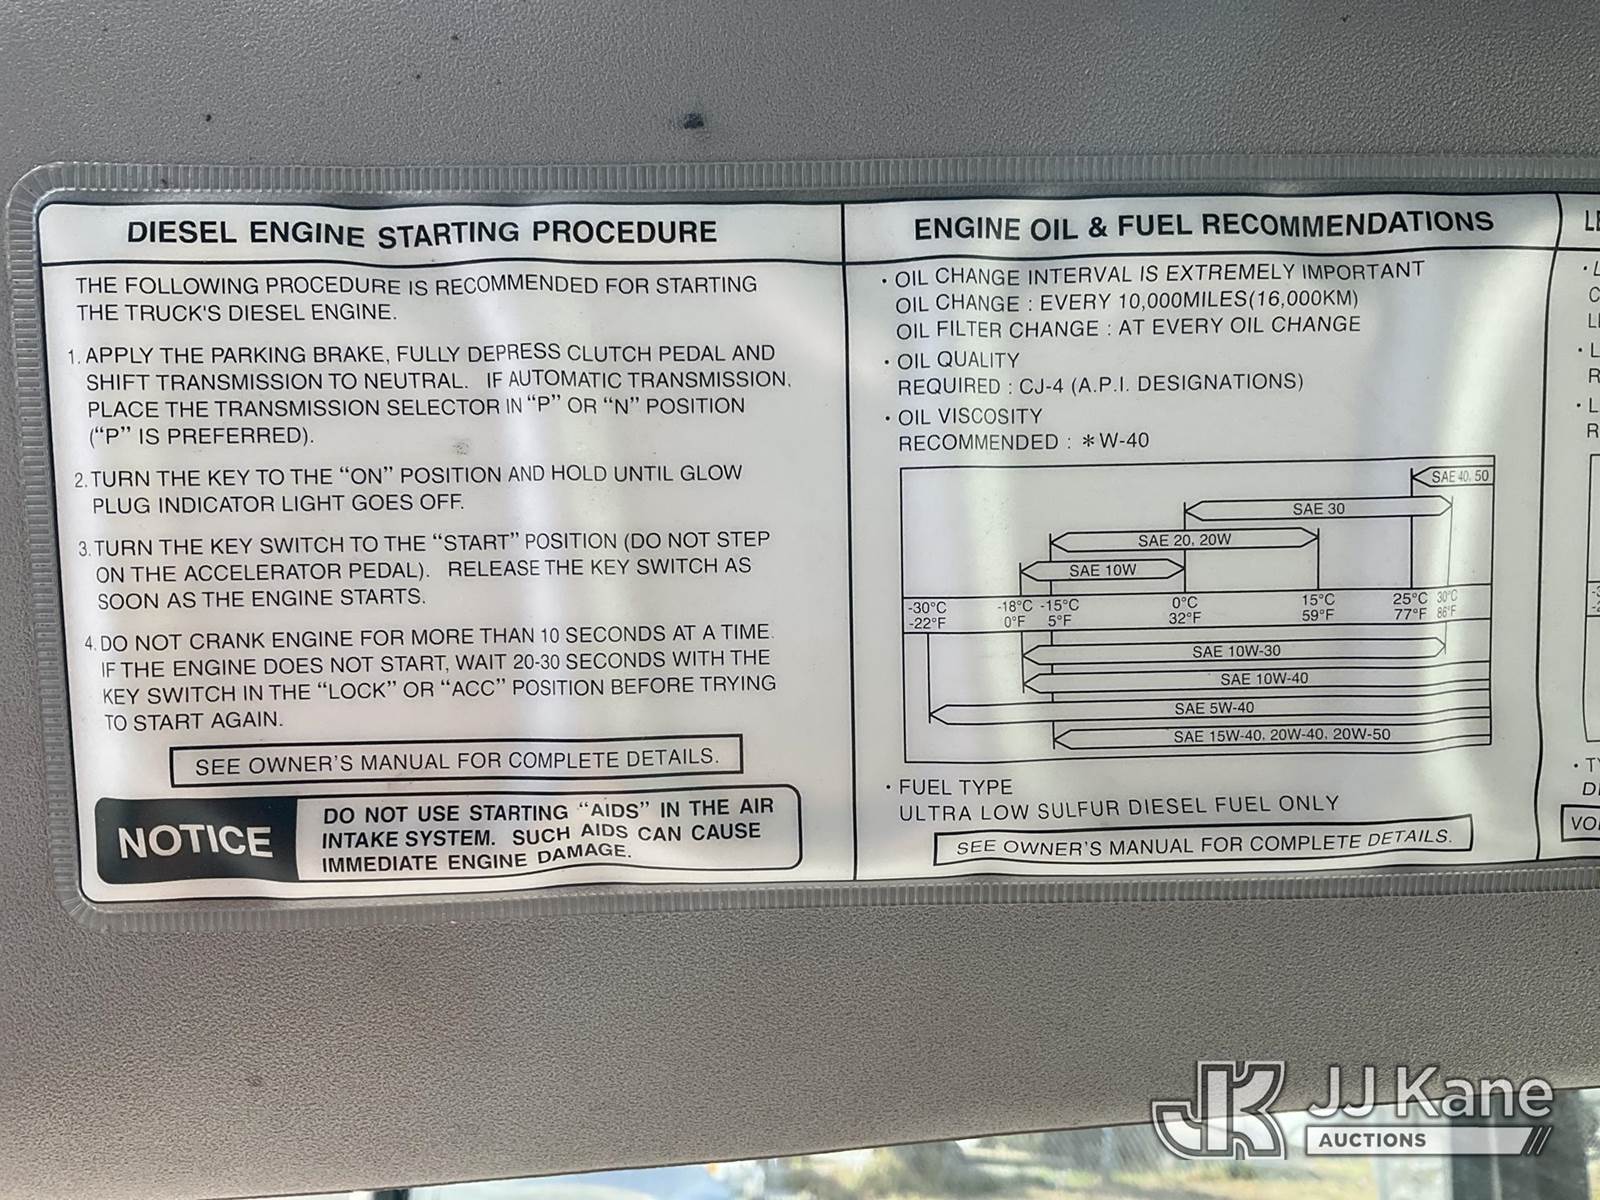 DIESEL ENGINE STARTING PROCEDURE
THE FOLLOWING PROCEDURE IS RECOMMENDED FOR STARTING
THE TRUCK'S DIESEL ENGINE.
1. APPLY THE PARKING BRAKE, FULLY DEPRESS CLUTCH PEDAL AND
SHIFT TRANSMISSION TO NEUTRAL. IF AUTOMATIC TRANSMISSION,
PLACE THE TRANSMISSION SELECTOR IN “P” OR “N” POSITION
(“P” IS PREFERRED).
2. TURN THE KEY TO THE “ON” POSITION AND HOLD UNTIL GLOW
PLUG INDICATOR LIGHT GOES OFF.
3. TURN THE KEY SWITCH TO THE “START” POSITION (DO NOT STEP
ON THE ACCELERATOR PEDAL). RELEASE THE KEY SWITCH AS
SOON AS THE ENGINE STARTS.
4. DO NOT CRANK ENGINE FOR MORE THAN 10 SECONDS AT A TIME.
IF THE ENGINE DOES NOT START, WAIT 20-30 SECONDS WITH THE
KEY SWITCH IN THE “LOCK” OR “ACC” POSITION BEFORE TRYING
TO START AGAIN.
SEE OWNER'S MANUAL FOR COMPLETE DETAILS.
NOTICE
DO NOT USE STARTING “AIDS” IN THE AIR
INTAKE SYSTEM. SUCH AIDS CAN CAUSE
IMMEDIATE ENGINE DAMAGE.
ENGINE OIL & FUEL RECOMMENDATIONS
・OIL CHANGE INTERVAL IS EXTREMELY IMPORTANT
OIL CHANGE : EVERY 10,000MILES(16,000KM)
OIL FILTER CHANGE : AT EVERY OIL CHANGE
・OIL QUALITY
REQUIRED : CJ-4 (A.P.I. DESIGNATIONS)
・OIL VISCOSITY
RECOMMENDED : ＊W-40
SAE 40, 50
SAE 30
SAE 20, 20W
SAE 10W
-30°C -18°C -15°C 0°C 15°C 25°C 30°C
-22°F 0°F 5°F 32°F 59°F 77°F 86°F
SAE 10W-30
SAE 10W-40
SAE 5W-40
SAE 15W-40, 20W-40, 20W-50
・FUEL TYPE
ULTRA LOW SULFUR DIESEL FUEL ONLY
SEE OWNER'S MANUAL FOR COMPLETE DETAILS.
JK
JJ Kane
AUCTIONS